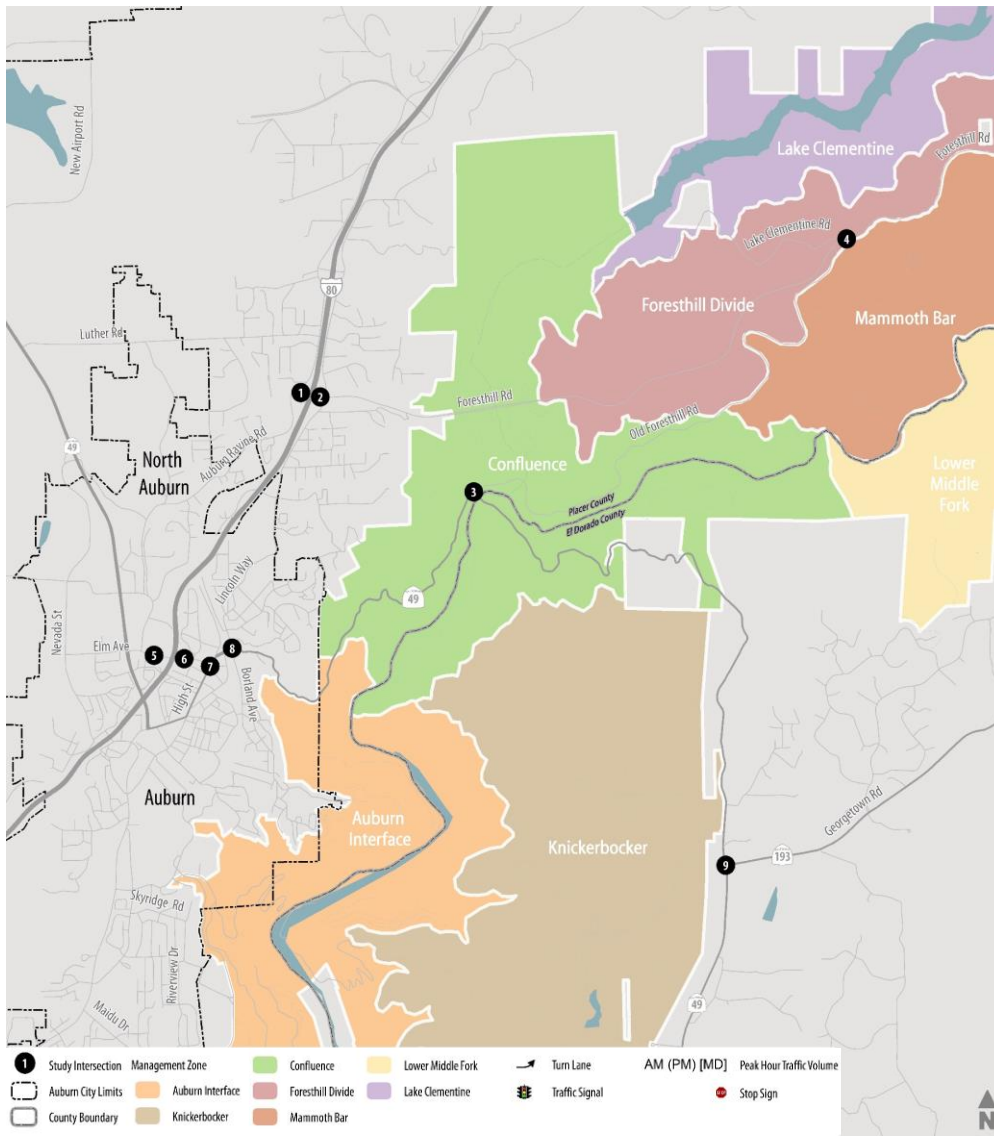 New Airport Rd
Lake Clementine
Foresthill Rd
Lake Clementine Rd
4
80
Foresthill Divide
Mammoth Bar
Luther Rd
1
2
Foresthill Rd
Old Foresthill Rd
49
Auburn Ravine Rd
North
Auburn
Confluence
Lower
Middle
Fork
3
Placer County
El Dorado County
Lincoln Way
49
Nevada St
Elm Ave
5
6
7
8
High St
Borland Ave
Auburn
Auburn
Interface
Knickerbocker
Georgetown Rd
193
9
Skyridge Rd
Riverview Dr
Maidu Dr
49
1 Study Intersection
Auburn City Limits
County Boundary
Management Zone
Auburn Interface
Knickerbocker
Confluence
Foresthill Divide
Mammoth Bar
Lower Middle Fork
Lake Clementine
Turn Lane
Traffic Signal
AM (PM) [MD] Peak Hour Traffic Volume
STOP Stop Sign
N